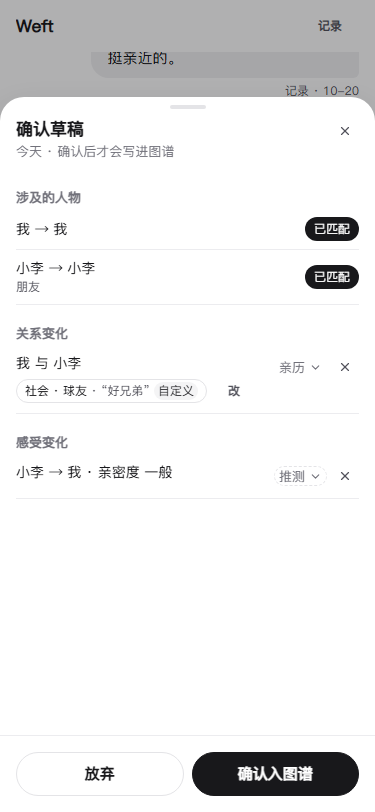 Weft
记录
挺亲近的。
记录 · 10–20
确认草稿
今天 · 确认后才会写进图谱
涉及的人物
我 → 我
已匹配
小李 → 小李
朋友
已匹配
关系变化
我 与 小李
亲历
社会 · 球友 · “好兄弟” 自定义
改
感受变化
小李 → 我 · 亲密度 一般
推测
放弃
确认入图谱